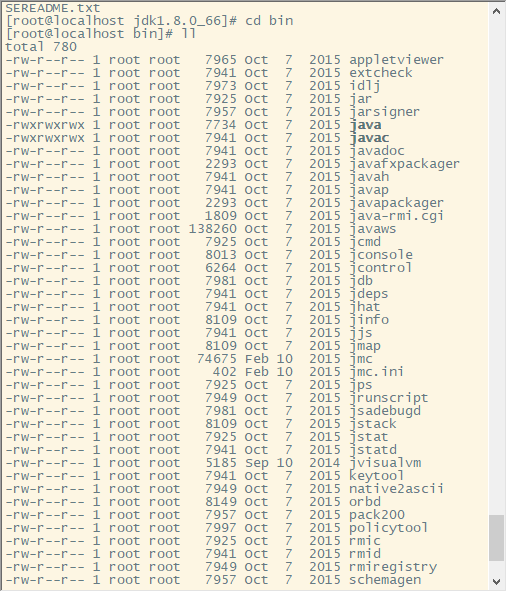 SEREADME.txt
[root@localhost jdk1.8.0_66]# cd bin
[root@localhost bin]# ll
total 780
-rw-r--r-- 1 root root   7965 Oct  7  2015 appletviewer
-rw-r--r-- 1 root root   7941 Oct  7  2015 extcheck
-rw-r--r-- 1 root root   7973 Oct  7  2015 idlj
-rw-r--r-- 1 root root   7925 Oct  7  2015 jar
-rw-r--r-- 1 root root   7957 Oct  7  2015 jarsigner
-rwxrwxrwx 1 root root   7734 Oct  7  2015 java
-rwxrwxrwx 1 root root   7941 Oct  7  2015 javac
-rw-r--r-- 1 root root   7941 Oct  7  2015 javadoc
-rw-r--r-- 1 root root   2293 Oct  7  2015 javafxpackager
-rw-r--r-- 1 root root   7941 Oct  7  2015 javah
-rw-r--r-- 1 root root   7941 Oct  7  2015 javap
-rw-r--r-- 1 root root   2293 Oct  7  2015 javapackager
-rw-r--r-- 1 root root   1809 Oct  7  2015 java-rmi.cgi
-rw-r--r-- 1 root root 138260 Oct  7  2015 javaws
-rw-r--r-- 1 root root   7925 Oct  7  2015 jcmd
-rw-r--r-- 1 root root   8013 Oct  7  2015 jconsole
-rw-r--r-- 1 root root   6264 Oct  7  2015 jcontrol
-rw-r--r-- 1 root root   7981 Oct  7  2015 jdb
-rw-r--r-- 1 root root   7941 Oct  7  2015 jdeps
-rw-r--r-- 1 root root   7941 Oct  7  2015 jhat
-rw-r--r-- 1 root root   8109 Oct  7  2015 jinfo
-rw-r--r-- 1 root root   7941 Oct  7  2015 jjs
-rw-r--r-- 1 root root   8109 Oct  7  2015 jmap
-rw-r--r-- 1 root root  74675 Feb 10  2015 jmc
-rw-r--r-- 1 root root    402 Feb 10  2015 jmc.ini
-rw-r--r-- 1 root root   7925 Oct  7  2015 jps
-rw-r--r-- 1 root root   7949 Oct  7  2015 jrunscript
-rw-r--r-- 1 root root   7981 Oct  7  2015 jsadebugd
-rw-r--r-- 1 root root   8109 Oct  7  2015 jstack
-rw-r--r-- 1 root root   7925 Oct  7  2015 jstat
-rw-r--r-- 1 root root   7941 Oct  7  2015 jstatd
-rw-r--r-- 1 root root   5185 Sep 10  2014 jvisualvm
-rw-r--r-- 1 root root   7941 Oct  7  2015 keytool
-rw-r--r-- 1 root root   7949 Oct  7  2015 native2ascii
-rw-r--r-- 1 root root   8149 Oct  7  2015 orbd
-rw-r--r-- 1 root root   7957 Oct  7  2015 pack200
-rw-r--r-- 1 root root   7997 Oct  7  2015 policytool
-rw-r--r-- 1 root root   7925 Oct  7  2015 rmic
-rw-r--r-- 1 root root   7941 Oct  7  2015 rmid
-rw-r--r-- 1 root root   7949 Oct  7  2015 rmiregistry
-rw-r--r-- 1 root root   7957 Oct  7  2015 schemagen